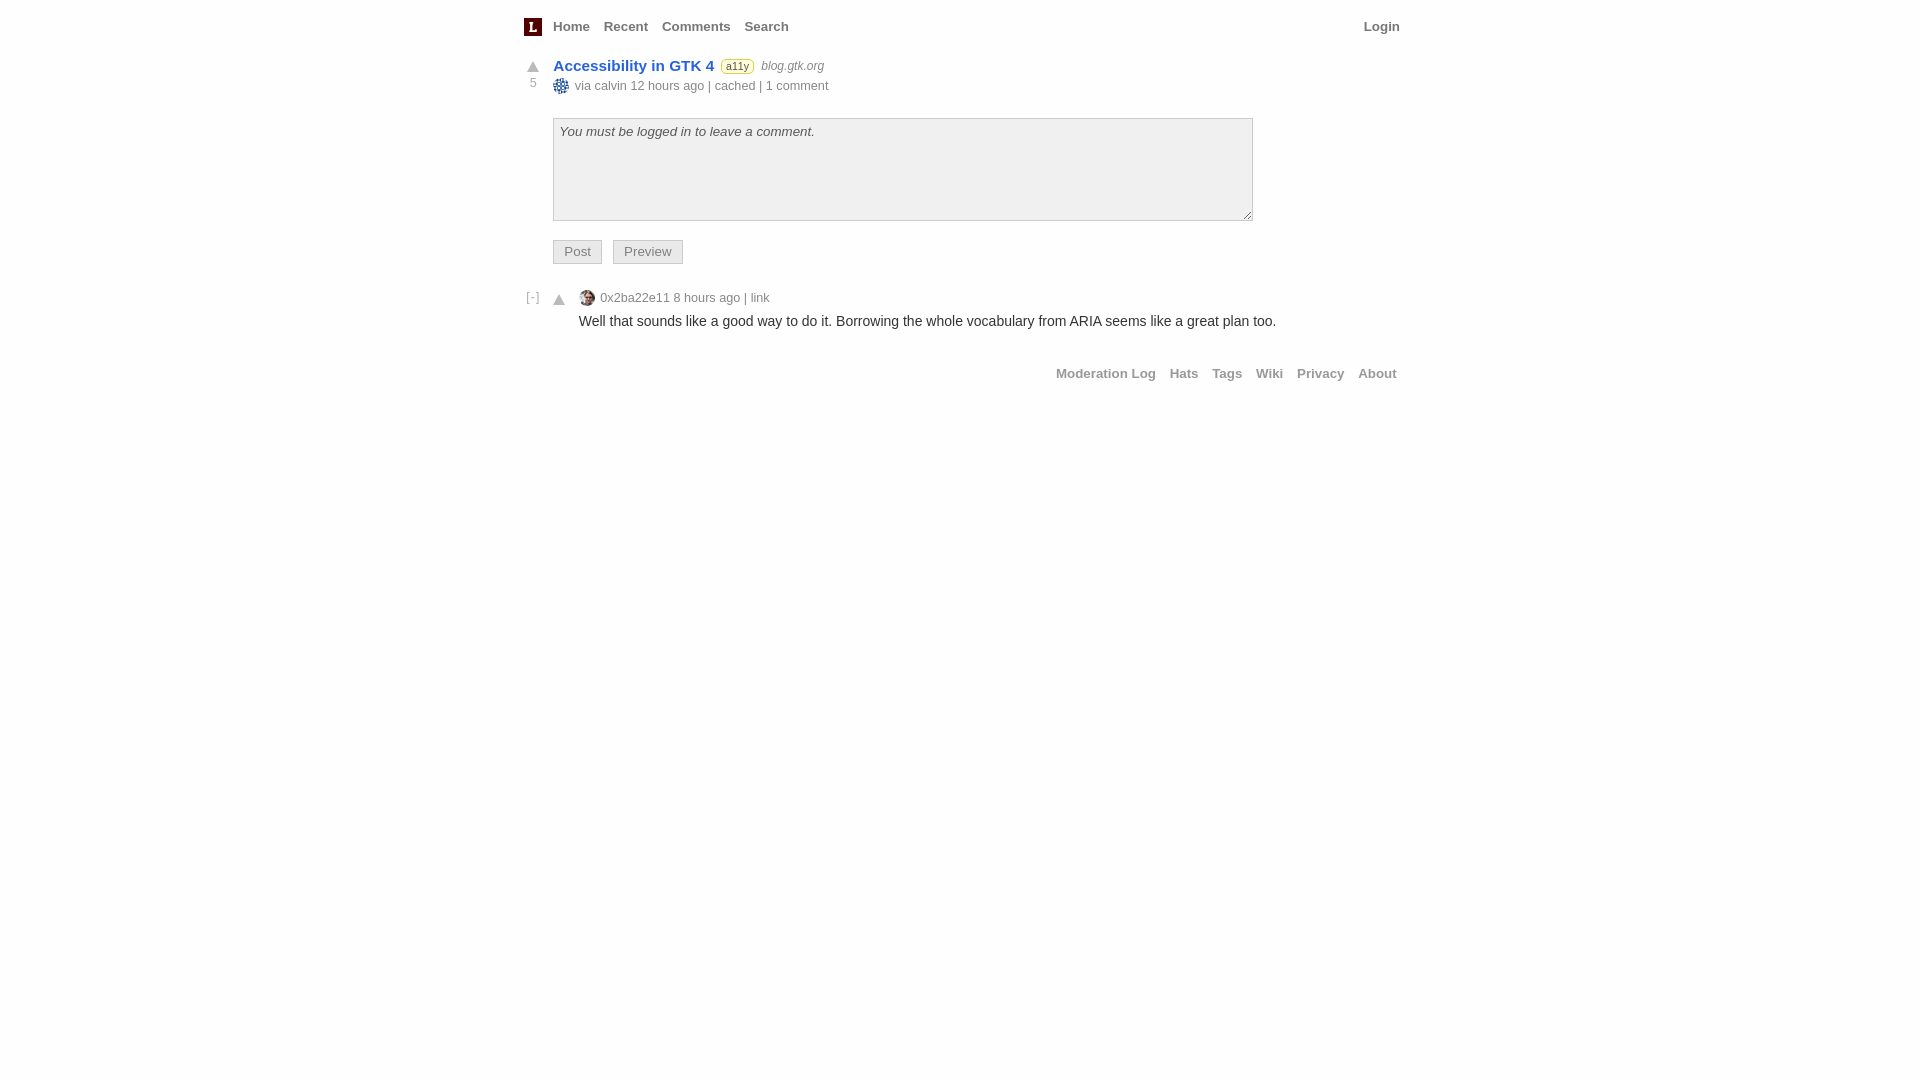 L Home Recent Comments Search Login
Accessibility in GTK 4 a11y blog.gtk.org
5
via calvin 12 hours ago | cached | 1 comment
You must be logged in to leave a comment.
Post Preview
[-] 0x2ba22e11 8 hours ago | link
Well that sounds like a good way to do it. Borrowing the whole vocabulary from ARIA seems like a great plan too.
Moderation Log Hats Tags Wiki Privacy About